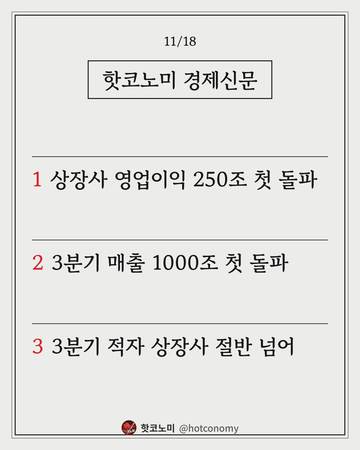 11/18
핫코노미 경제신문
1 상장사 영업이익 250조 첫 돌파
2 3분기 매출 1000조 첫 돌파
3 3분기 적자 상장사 절반 넘어
핫코노미 @hotconomy